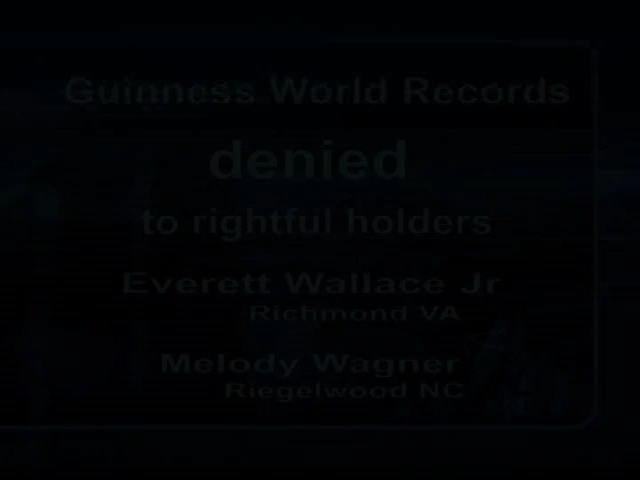 Guinness World Records
denied
to rightful holders
Everett Wallace Jr
Richmond VA
Melody Wagner
Riegelwood NC